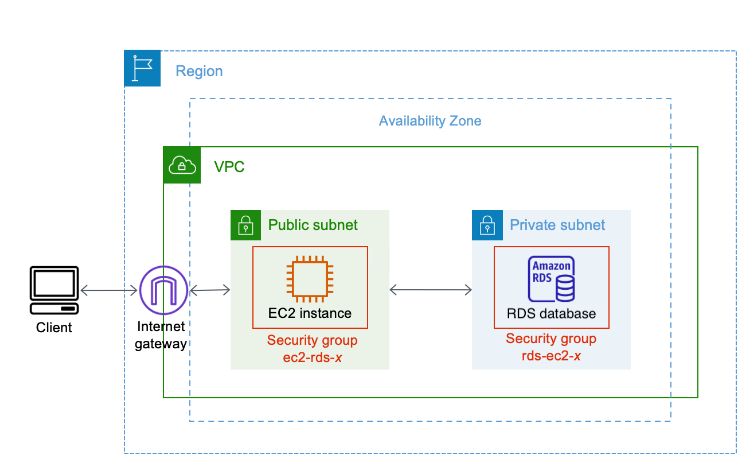 Region
Availability Zone
VPC
Public subnet
Private subnet
Amazon
RDS
EC2 instance
RDS database
Client
Internet
gateway
Security group
ec2-rds-x
Security group
rds-ec2-x